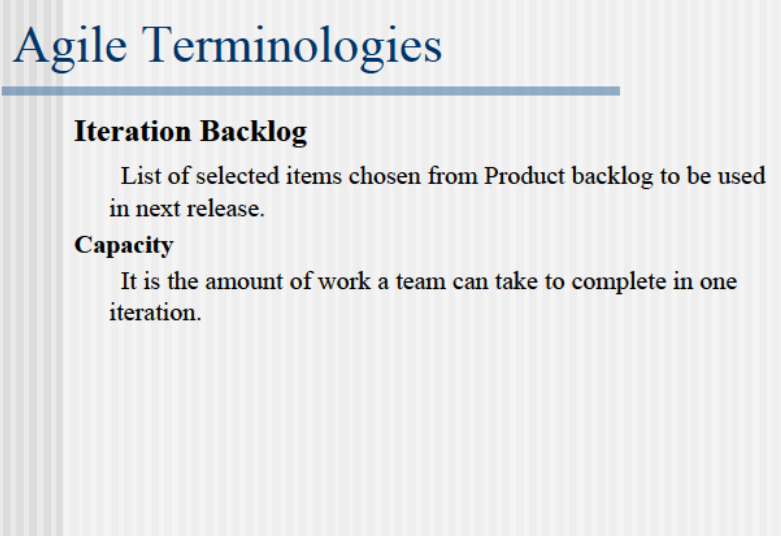 Agile Terminologies
Iteration Backlog
List of selected items chosen from Product backlog to be used
in next release.
Capacity
It is the amount of work a team can take to complete in one
iteration.